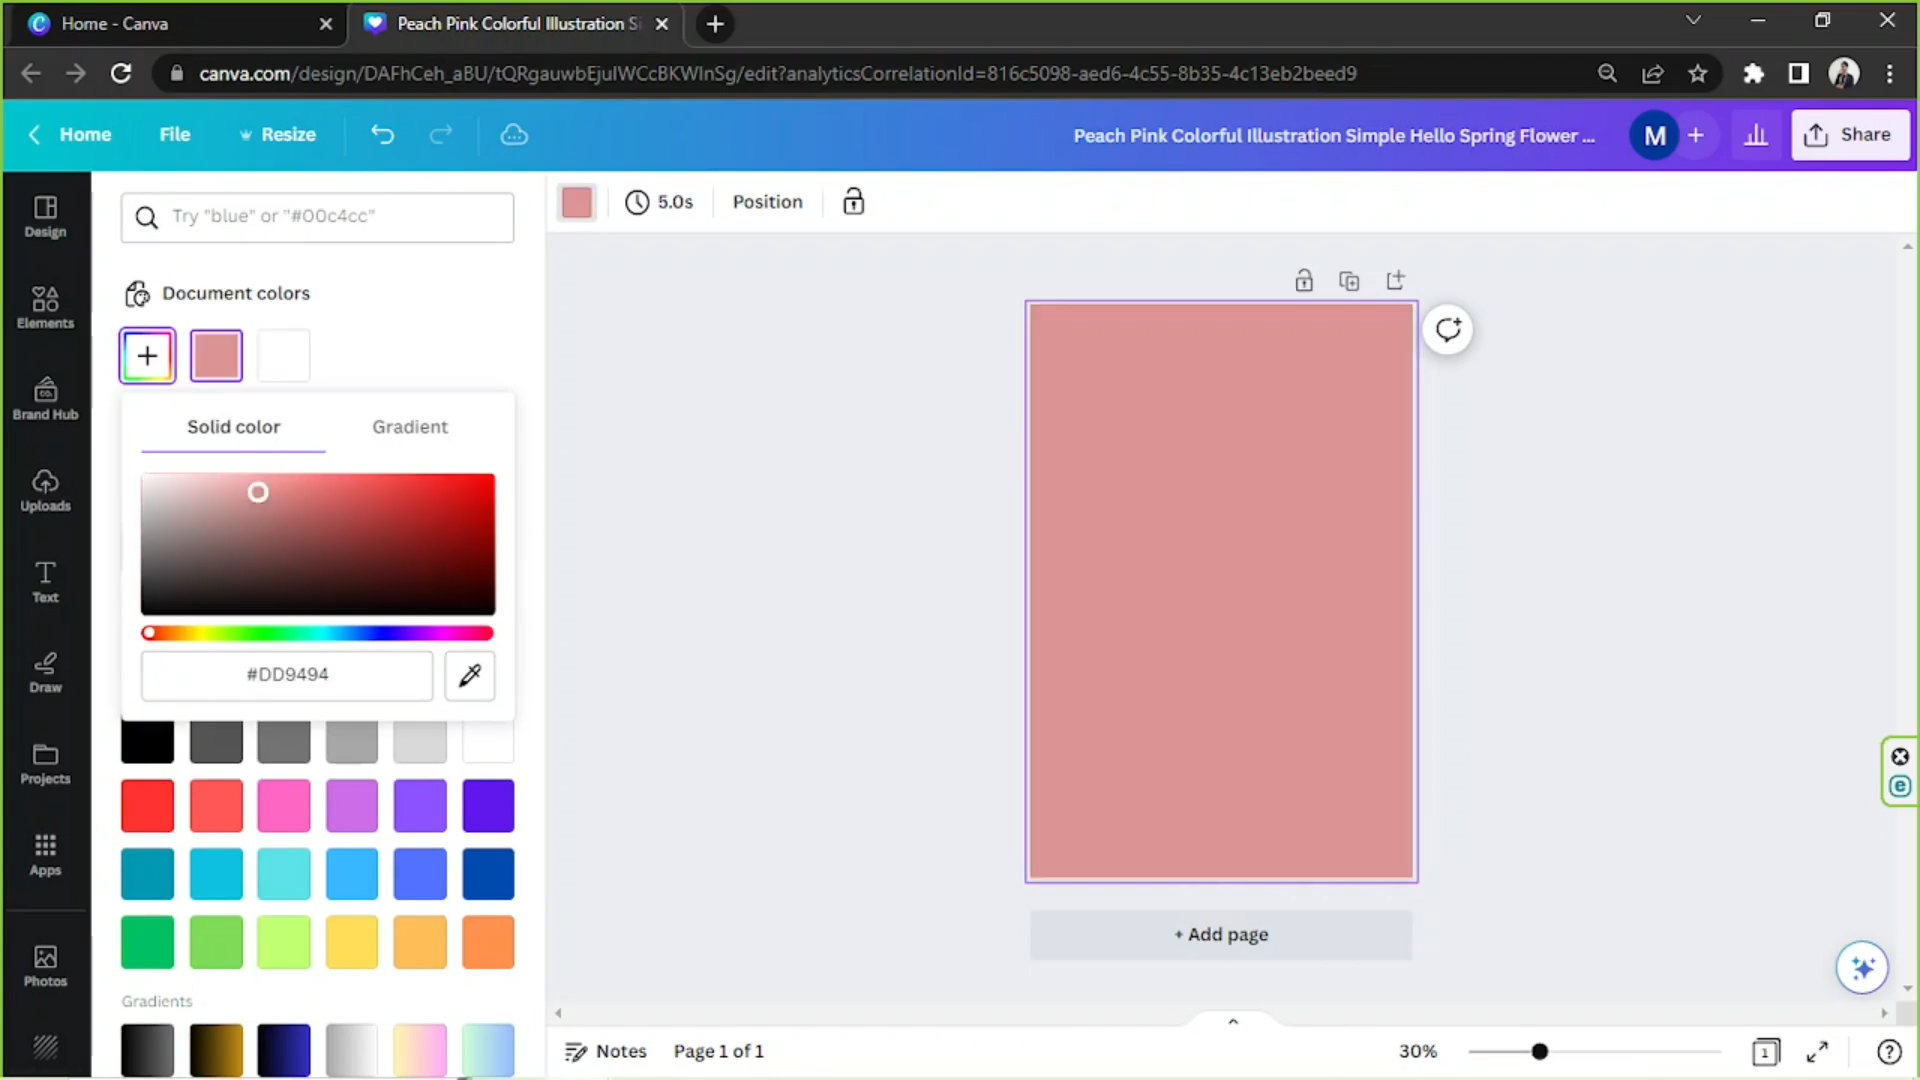 Home - Canva
Peach Pink Colorful Illustration Si
canva.com/design/DAFhCeh_aBU/tQRgauwbEjuIWCcBKWInSg/edit?analyticsCorrelationId=816c5098-aed6-4c55-8b35-4c13eb2beed9
Home
File
Resize
Peach Pink Colorful Illustration Simple Hello Spring Flower ...
M
Share
Design
Elements
Brand Hub
Uploads
Text
Draw
Projects
Apps
Photos
Try "blue" or "#00c4cc"
Document colors
Solid color
Gradient
#DD9494
Gradients
5.0s
Position
+ Add page
Notes
Page 1 of 1
30%
1